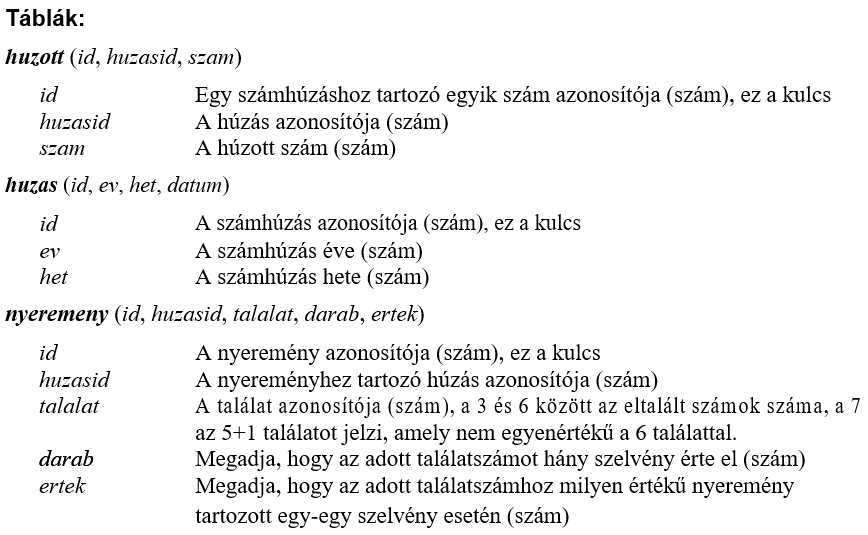 Táblák:
huzott (id, huzasid, szam)
id Egy számhúzáshoz tartozó egyik szám azonosítója (szám), ez a kulcs
huzasid A húzás azonosítója (szám)
szam A húzott szám (szám)
huzas (id, ev, het, datum)
id A számhúzás azonosítója (szám), ez a kulcs
ev A számhúzás éve (szám)
het A számhúzás hete (szám)
nyeremeny (id, huzasid, talalat, darab, ertek)
id A nyeremény azonosítója (szám), ez a kulcs
huzasid A nyereményhez tartozó húzás azonosítója (szám)
talalat A találat azonosítója (szám), a 3 és 6 között az eltalált számok száma, a 7
az 5+1 találatot jelzi, amely nem egyenértékű a 6 találattal.
darab Megadja, hogy az adott találatszámot hány szelvény érte el (szám)
ertek Megadja, hogy az adott találatszámhoz milyen értékű nyeremény
tartozott egy-egy szelvény esetén (szám)